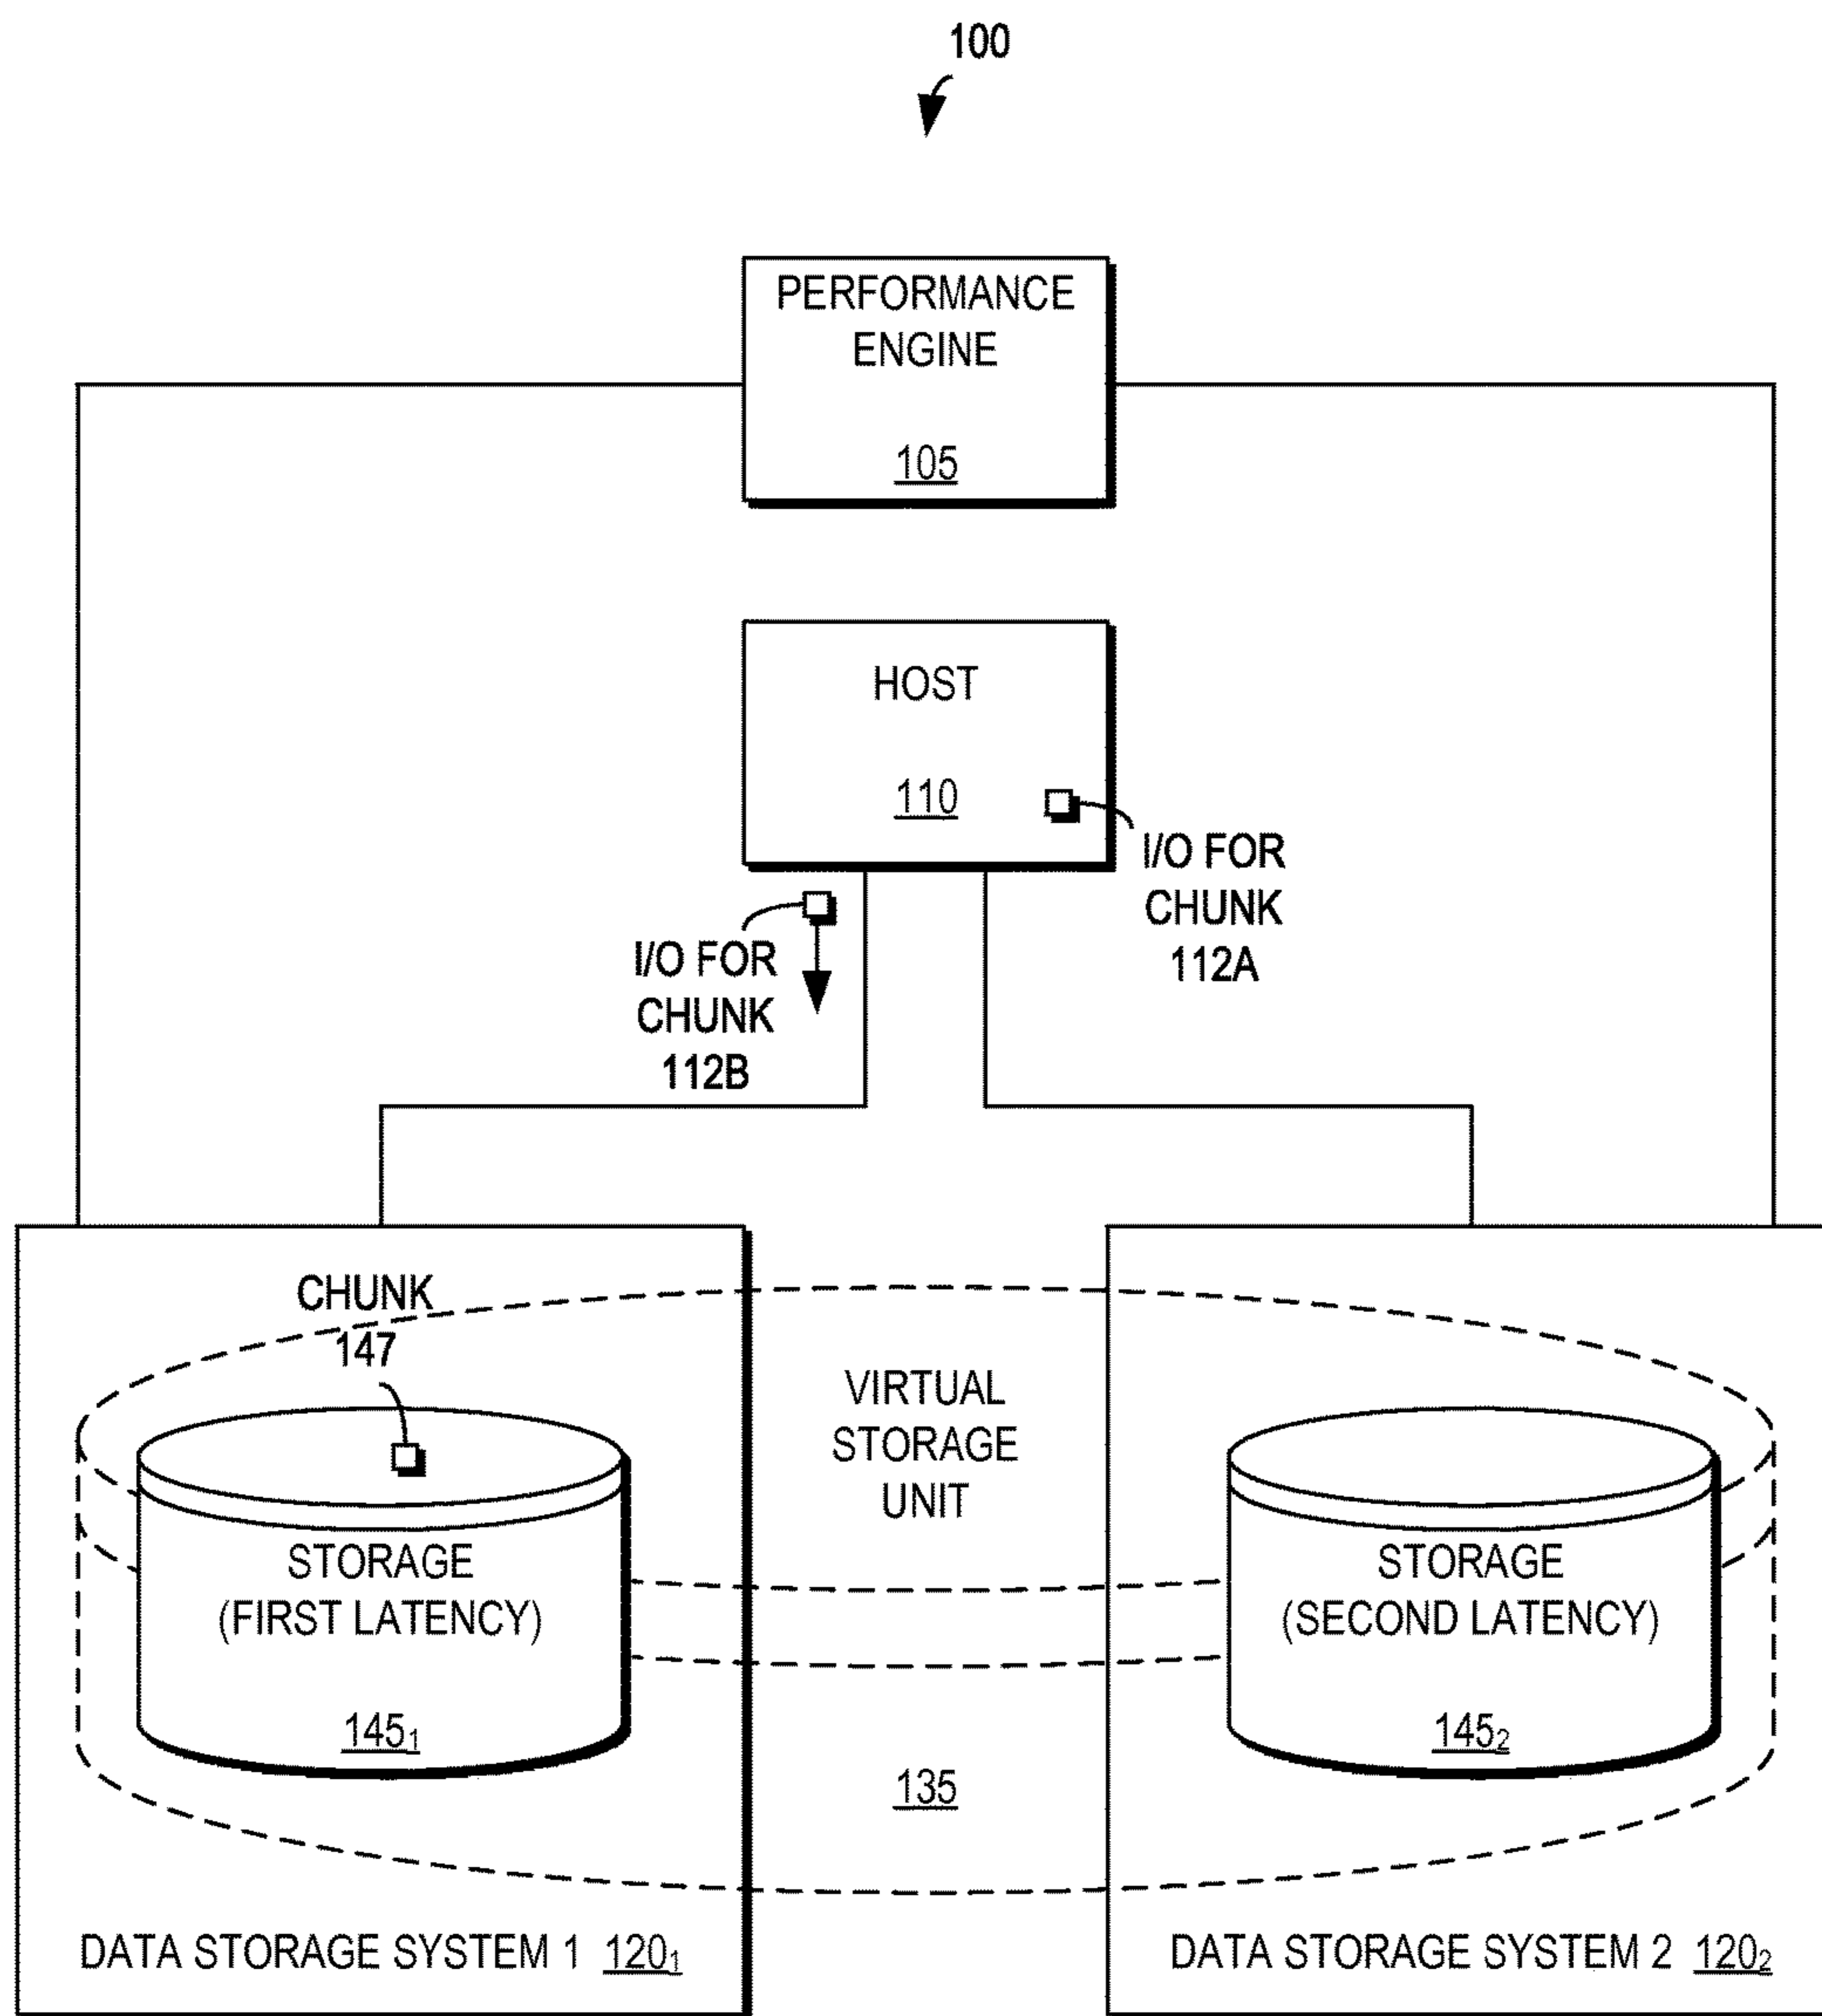 100
PERFORMANCE
ENGINE
105
HOST
110
I/O FOR
CHUNK
112A
I/O FOR
CHUNK
112B
CHUNK
147
VIRTUAL
STORAGE
UNIT
STORAGE
(FIRST LATENCY)
145₁
STORAGE
(SECOND LATENCY)
145₂
135
DATA STORAGE SYSTEM 1 120₁
DATA STORAGE SYSTEM 2 120₂